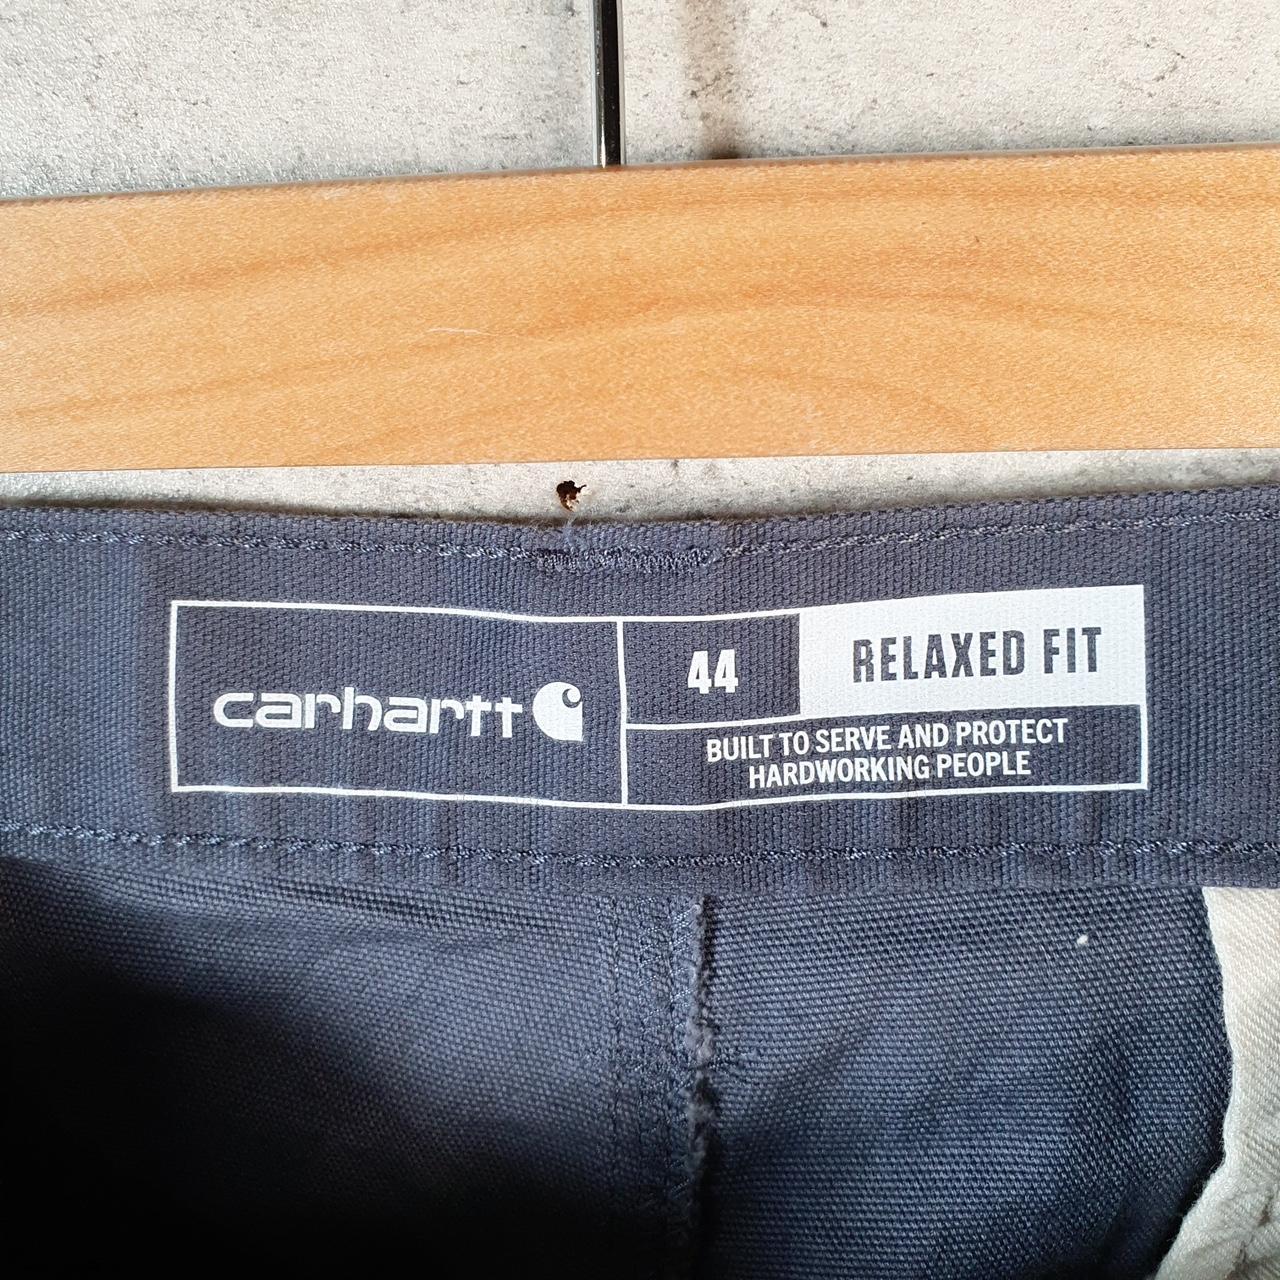 carhartt
44
RELAXED FIT
BUILT TO SERVE AND PROTECT
HARDWORKING PEOPLE